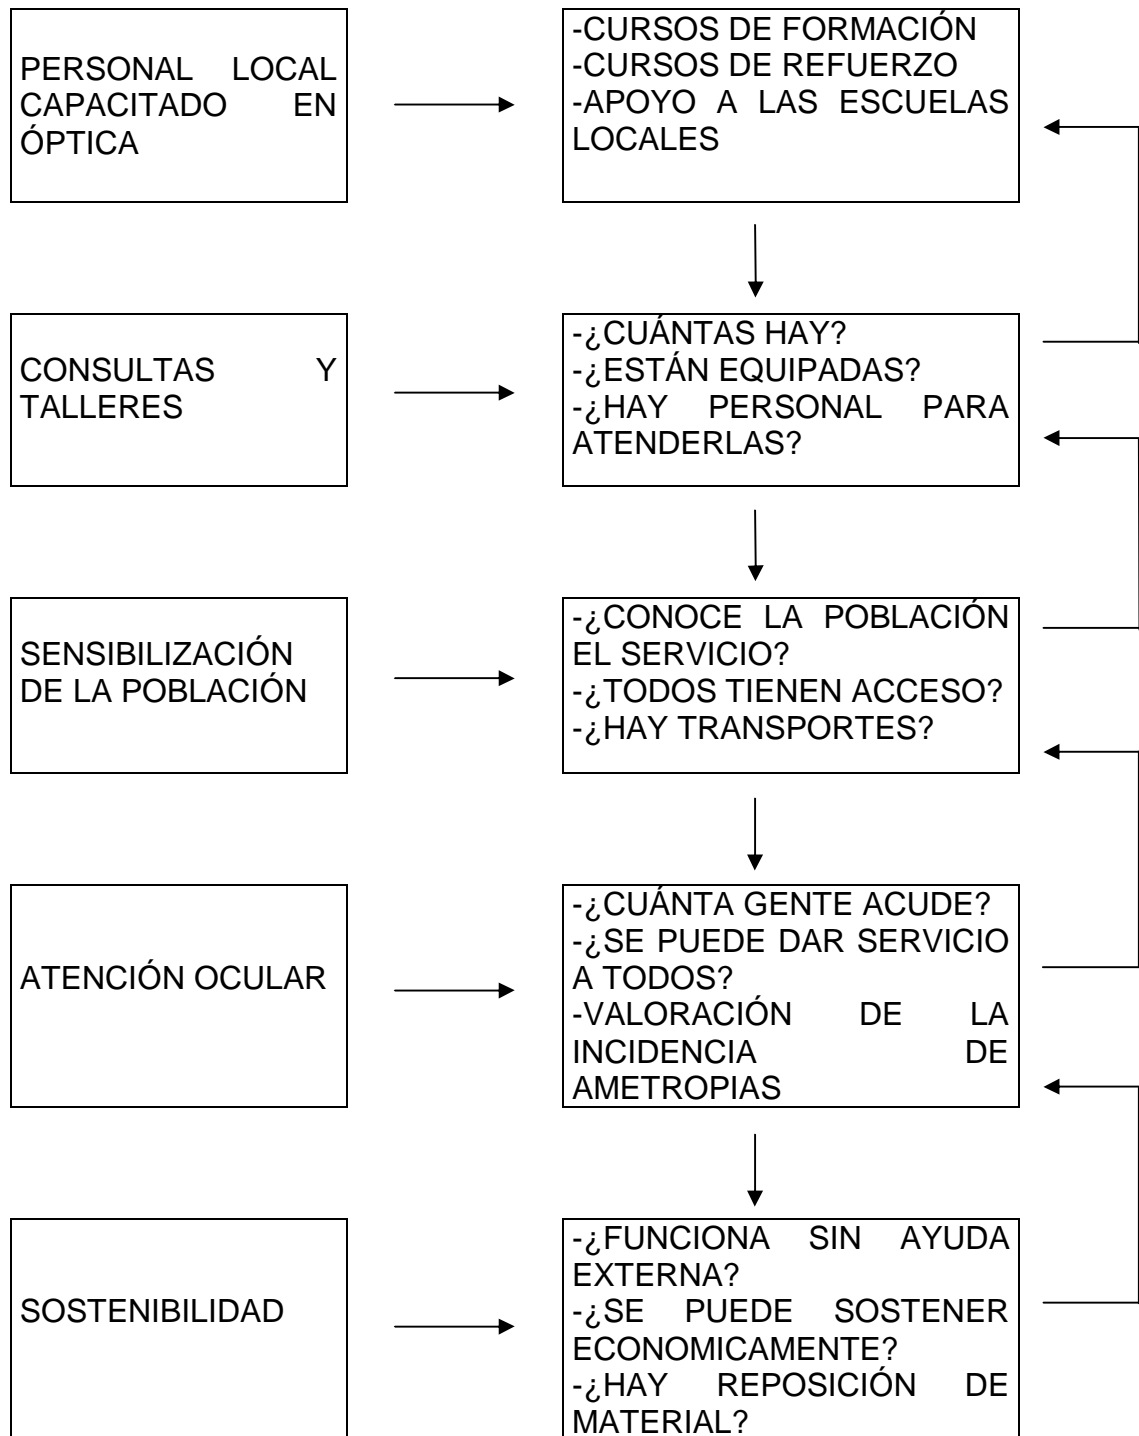 PERSONAL LOCAL
CAPACITADO EN
ÓPTICA
-CURSOS DE FORMACIÓN
-CURSOS DE REFUERZO
-APOYO A LAS ESCUELAS
LOCALES
CONSULTAS Y
TALLERES
-¿CUÁNTAS HAY?
-¿ESTÁN EQUIPADAS?
-¿HAY PERSONAL PARA
ATENDERLAS?
SENSIBILIZACIÓN
DE LA POBLACIÓN
-¿CONOCE LA POBLACIÓN
EL SERVICIO?
-¿TODOS TIENEN ACCESO?
-¿HAY TRANSPORTES?
ATENCIÓN OCULAR
-¿CUÁNTA GENTE ACUDE?
-¿SE PUEDE DAR SERVICIO
A TODOS?
-VALORACIÓN DE LA
INCIDENCIA DE
AMETROPIAS
SOSTENIBILIDAD
-¿FUNCIONA SIN AYUDA
EXTERNA?
-¿SE PUEDE SOSTENER
ECONOMICAMENTE?
-¿HAY REPOSICIÓN DE
MATERIAL?